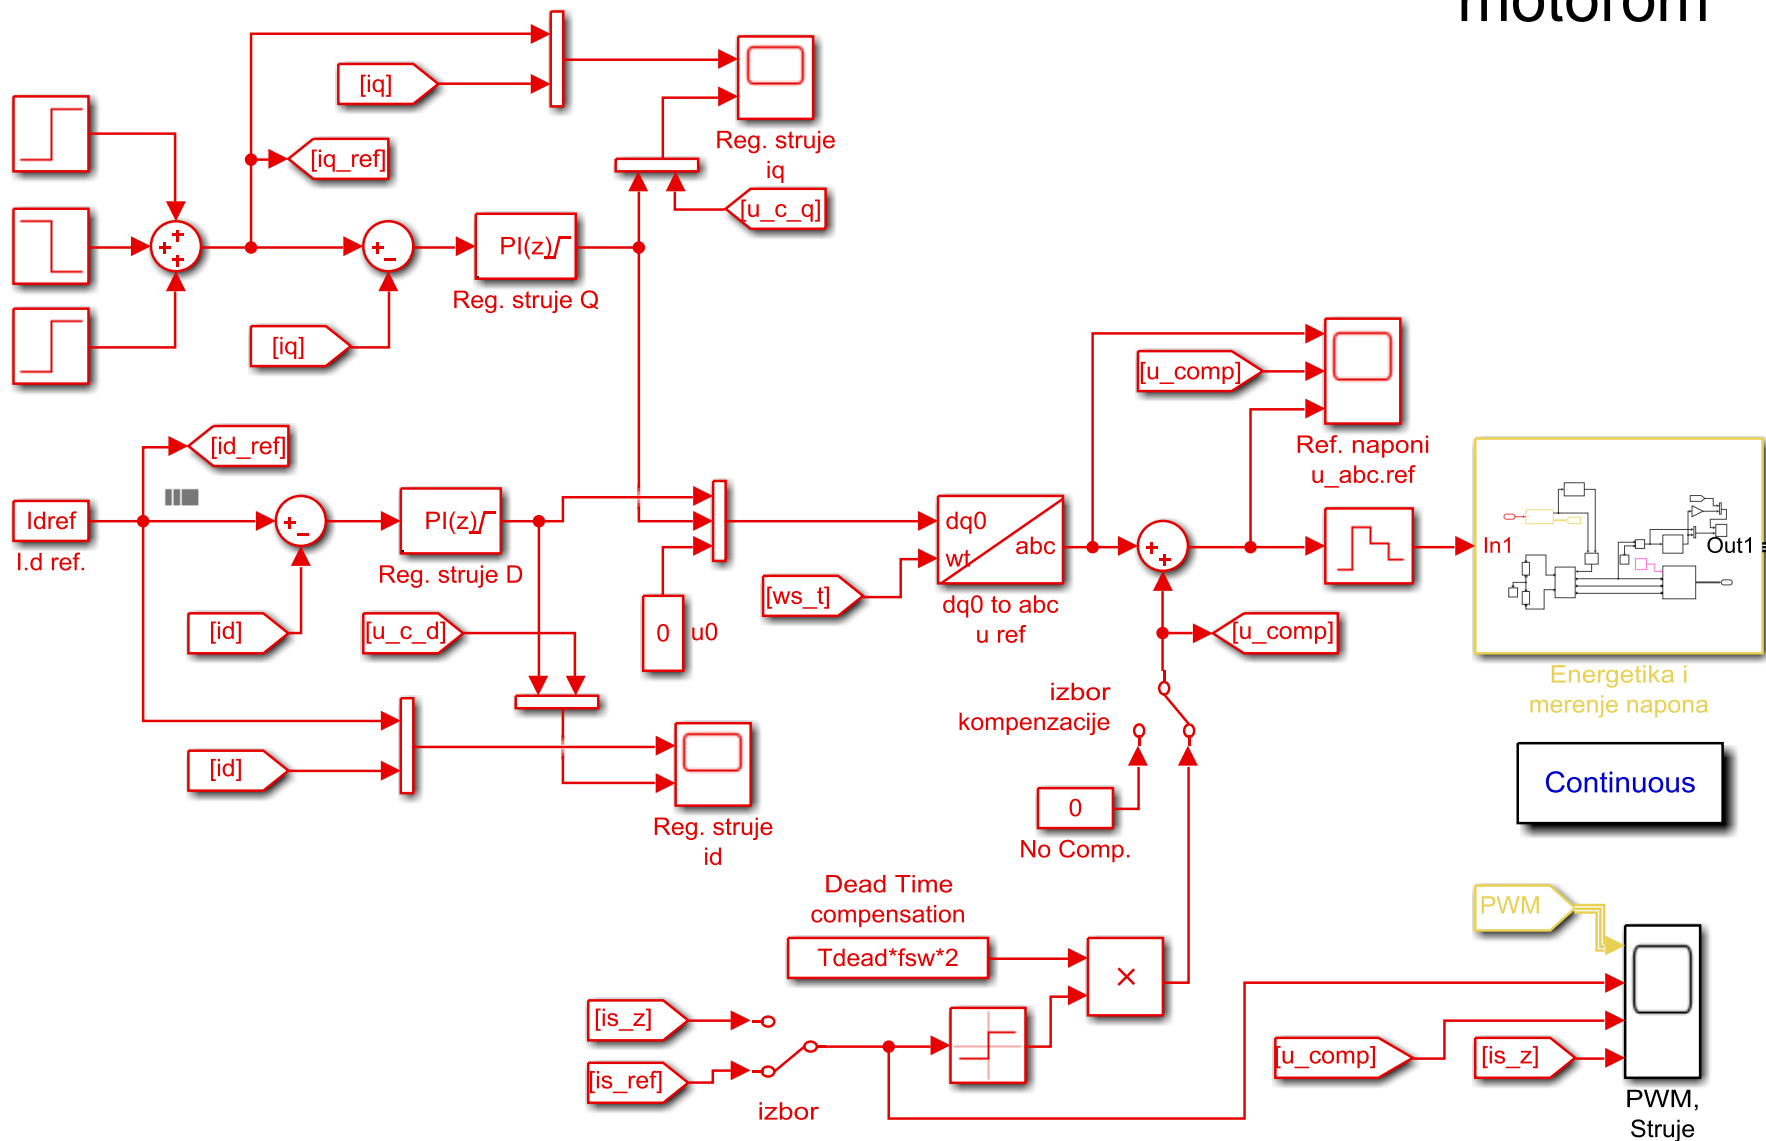 motorom
[iq]
Reg. struje
iq
[iq_ref]
[u_c_q]
+
+
+
+
−
PI(z)
Reg. struje Q
[iq]
[u_comp]
Ref. naponi
u_abc.ref
[id_ref]
Idref
I.d ref.
+
−
PI(z)
Reg. struje D
dq0
wt
abc
dq0 to abc
u ref
+
+
In1
Out1
Energetika i
merenje napona
[ws_t]
[id]
[u_c_d]
0
u0
[u_comp]
izbor
kompenzacije
[id]
Reg. struje
id
0
No Comp.
Continuous
Dead Time
compensation
Tdead*fsw*2
×
PWM
[is_z]
[is_ref]
izbor
[u_comp]
[is_z]
PWM,
Struje